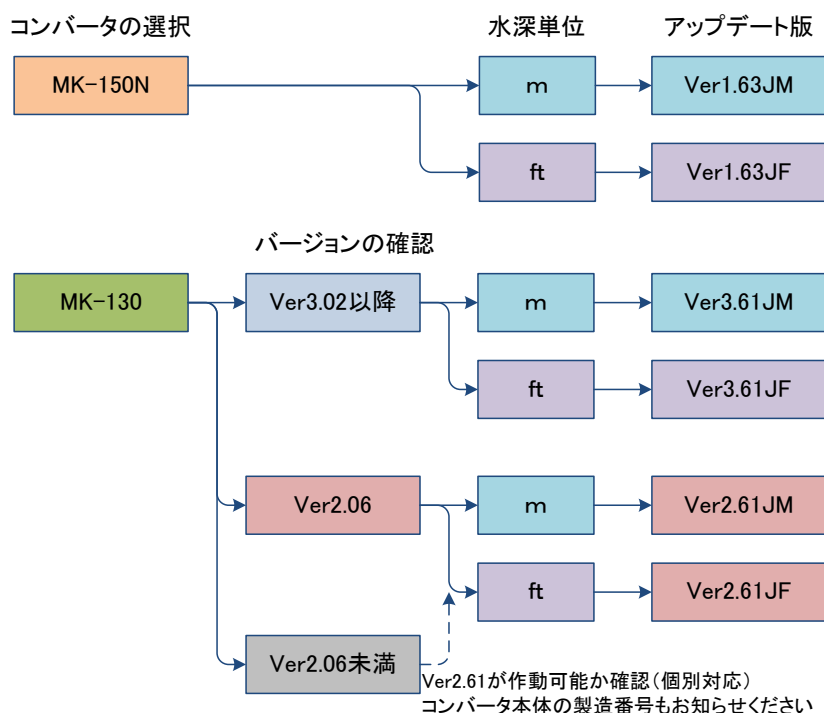 コンバータの選択
水深単位
アップデート版
MK-150N
m
Ver1.63JM
ft
Ver1.63JF
バージョンの確認
MK-130
Ver3.02以降
m
Ver3.61JM
ft
Ver3.61JF
Ver2.06
m
Ver2.61JM
ft
Ver2.61JF
Ver2.06未満
Ver2.61が作動可能か確認（個別対応）
コンバータ本体の製造番号もお知らせください